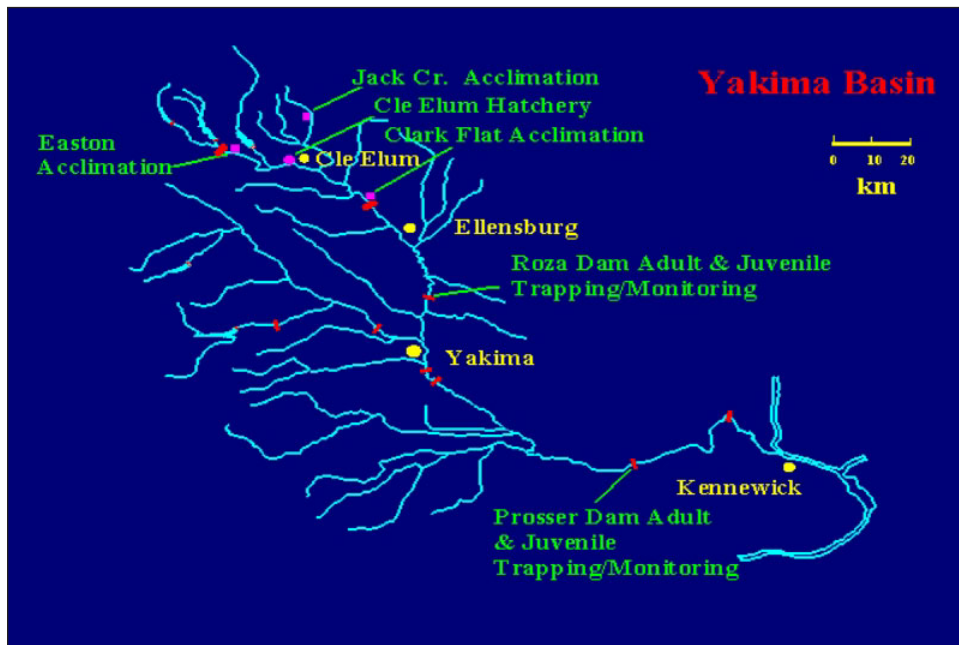 Yakima Basin
Jack Cr. Acclimation
Cle Elum Hatchery
Clark Flat Acclimation
Easton
Acclimation
Cle Elum
0 10 20
km
Ellensburg
Roza Dam Adult & Juvenile
Trapping/Monitoring
Yakima
Kennewick
Prosser Dam Adult
& Juvenile
Trapping/Monitoring